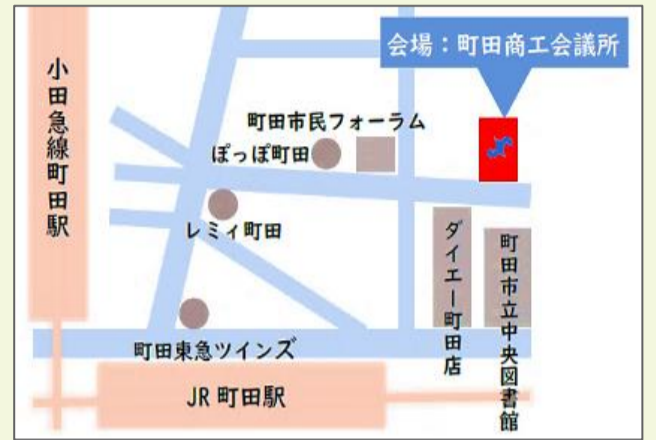 会場：町田商工会議所
小田急線町田駅
町田市民フォーラム
ぽっぽ町田
レミィ町田
ダイエー町田店
町田市立中央図書館
町田東急ツインズ
JR 町田駅